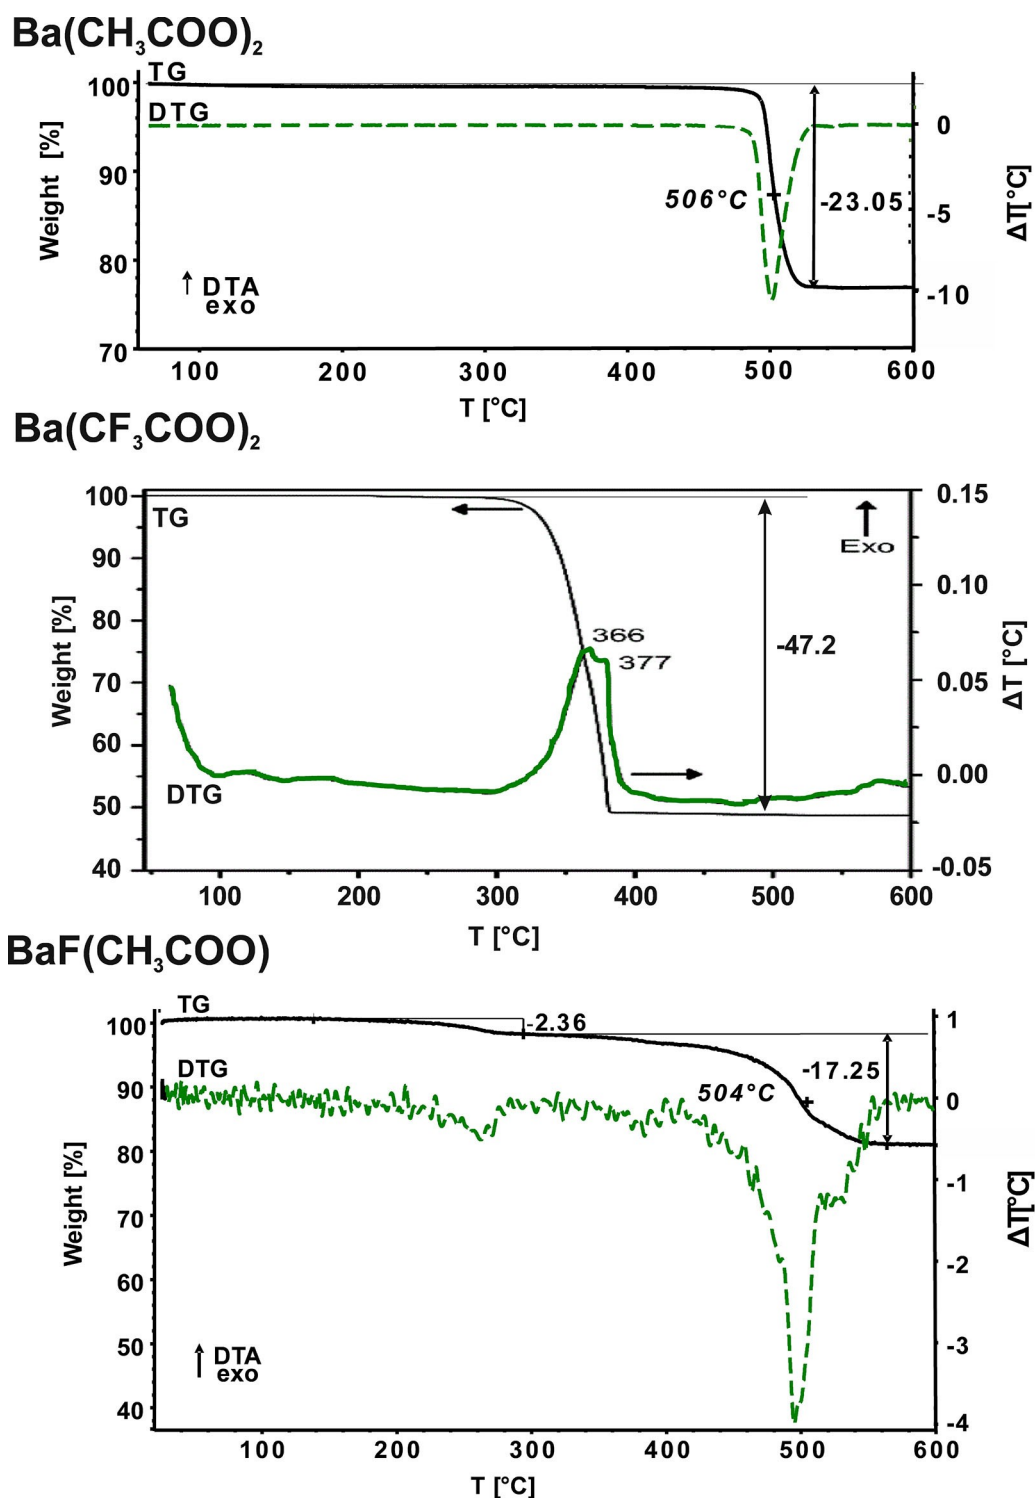 Ba(CH₃COO)₂
TG
100
DTG
0
90
506°C
-23.05
-5
Weight [%]
ΔT[°C]
80
↑ DTA
exo
-10
70
100 200 300 400 500 600
T [°C]
Ba(CF₃COO)₂
100
0.15
TG
Exo
90
0.10
80
366
377
-47.2
Weight [%]
ΔT [°C]
70
0.05
60
0.00
DTG
50
40
-0.05
100 200 300 400 500 600
T [°C]
BaF(CH₃COO)
TG
1
100
-2.36
DTG
-17.25
90
504°C
0
80
-1
Weight [%]
ΔT[°C]
70
-2
60
50
-3
↑ DTA
exo
40
-4
100 200 300 400 500 600
T [°C]